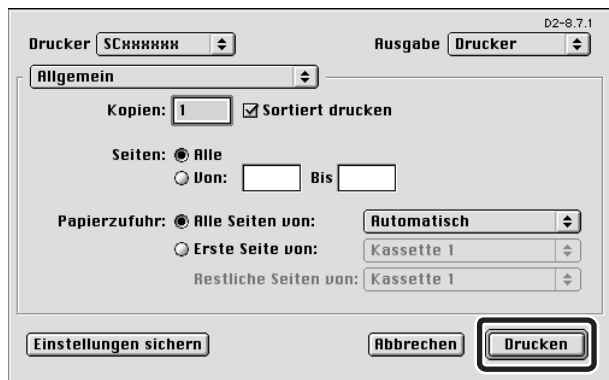 D2-8.7.1
Drucker SCxxxxxx Ausgabe Drucker
Allgemein
Kopien: 1 Sortiert drucken
Seiten: Alle
Von: Bis
Papierzufuhr: Alle Seiten von: Automatisch
Erste Seite von: Kassette 1
Restliche Seiten von: Kassette 1
Einstellungen sichern Abbrechen Drucken